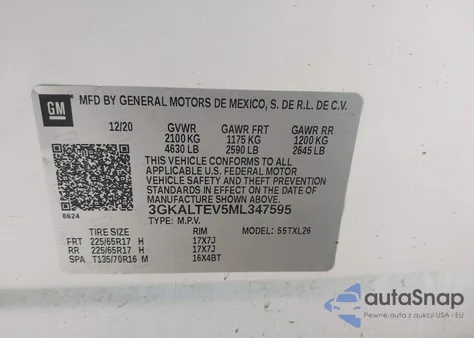 GM
MFD BY GENERAL MOTORS DE MEXICO, S. DE R.L. DE C.V.
12/20 GVWR GAWR FRT GAWR RR
2100 KG 1175 KG 1200 KG
4630 LB 2590 LB 2645 LB
THIS VEHICLE CONFORMS TO ALL
APPLICABLE U.S. FEDERAL MOTOR
VEHICLE SAFETY AND THEFT
PREVENTION STANDARDS IN EFFECT
ON THE DATE OF MANUFACTURE
SHOWN ABOVE.
8624
3GKALTEV5ML347595
TYPE: M.P.V.
TIRE SIZE RIM MODEL: 55TXL26
FRT 225/65R17 H 17X7J
RR 225/65R17 H 17X7J
SPA T135/70R16 M 16X4BT
autoSnap
Pewne auta z aukcji USA i EU